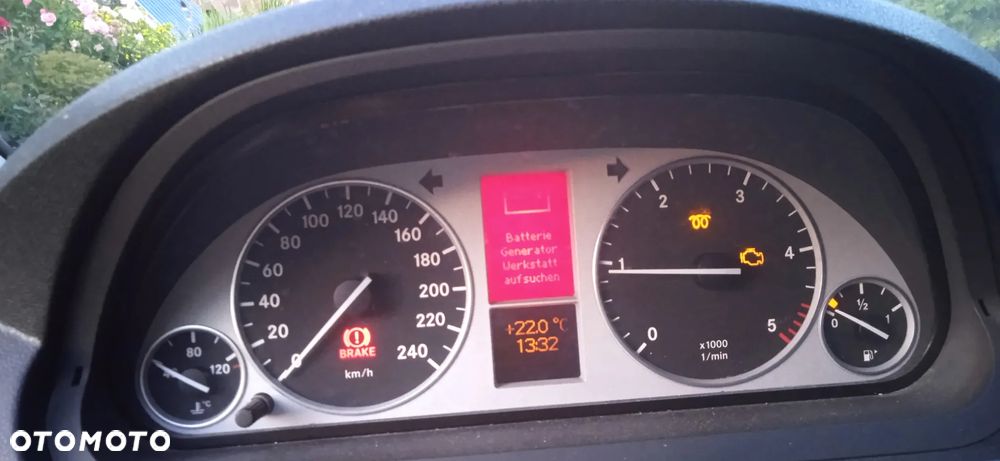 80
120
°C
0
20
40
60
80
100
120
140
160
180
200
220
240
BRAKE
km/h
Batterie
Generator
Werkstatt
aufsuchen
+22.0 °C
13:32
0
1
2
3
4
5
x1000
1/min
0
1/2
1
OTOMOTO